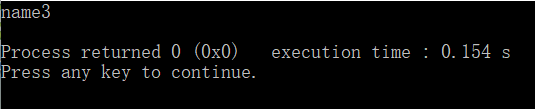 name3
Process returned 0 (0x0)   execution time : 0.154 s
Press any key to continue.